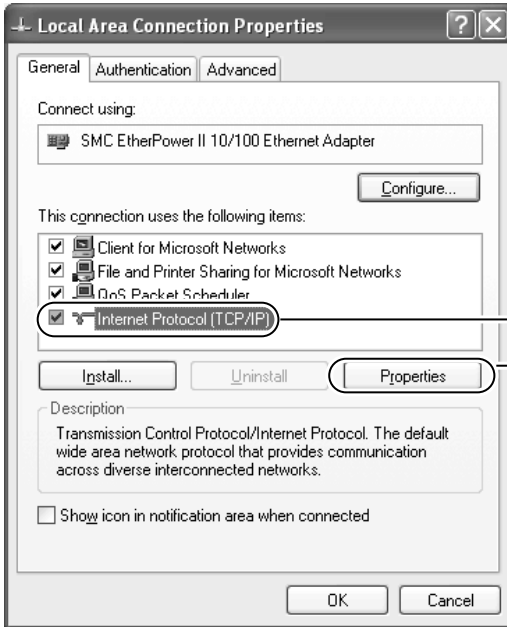 Local Area Connection Properties
General Authentication Advanced
Connect using:
SMC EtherPower II 10/100 Ethernet Adapter
Configure...
This connection uses the following items:
Client for Microsoft Networks
File and Printer Sharing for Microsoft Networks
QoS Packet Scheduler
Internet Protocol (TCP/IP)
Install... Uninstall Properties
Description
Transmission Control Protocol/Internet Protocol. The default
wide area network protocol that provides communication
across diverse interconnected networks.
Show icon in notification area when connected
OK Cancel